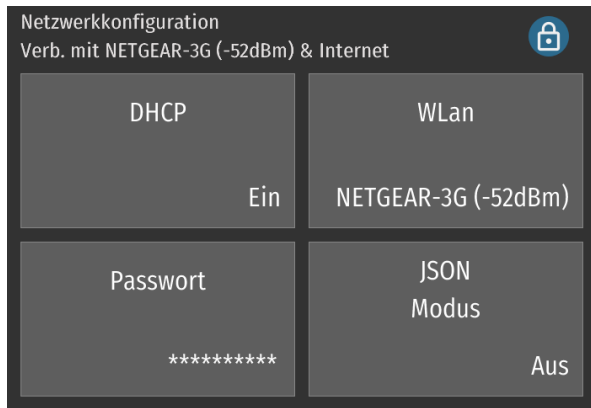 Netzwerkkonfiguration
Verb. mit NETGEAR-3G (-52dBm) & Internet
DHCP
Ein
WLan
NETGEAR-3G (-52dBm)
Passwort
**********
JSON
Modus
Aus